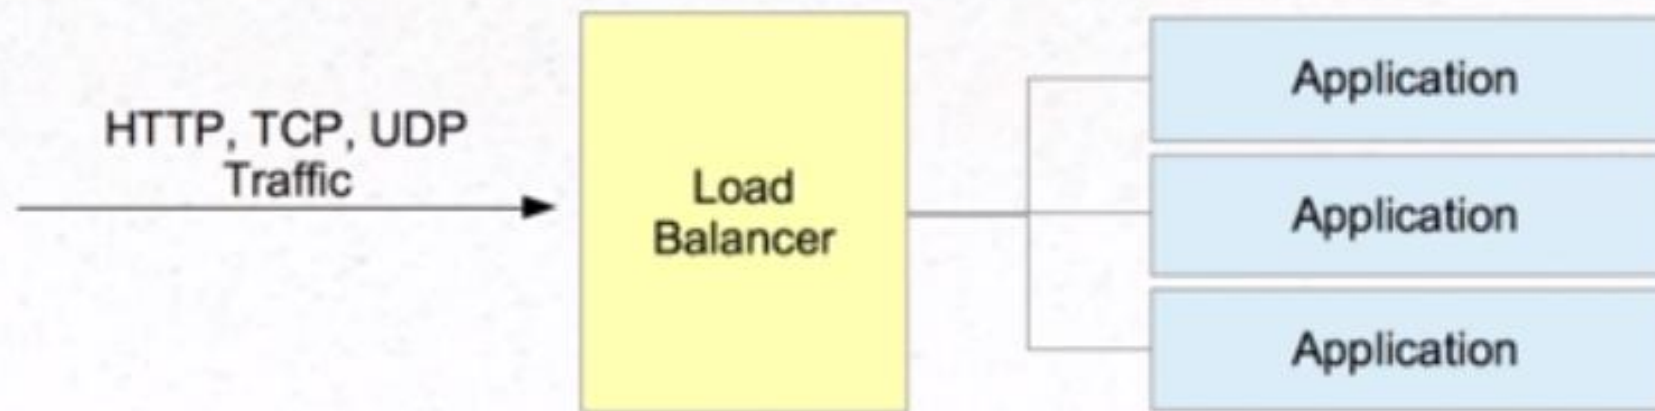 HTTP, TCP, UDP
Traffic
Load
Balancer
Application
Application
Application